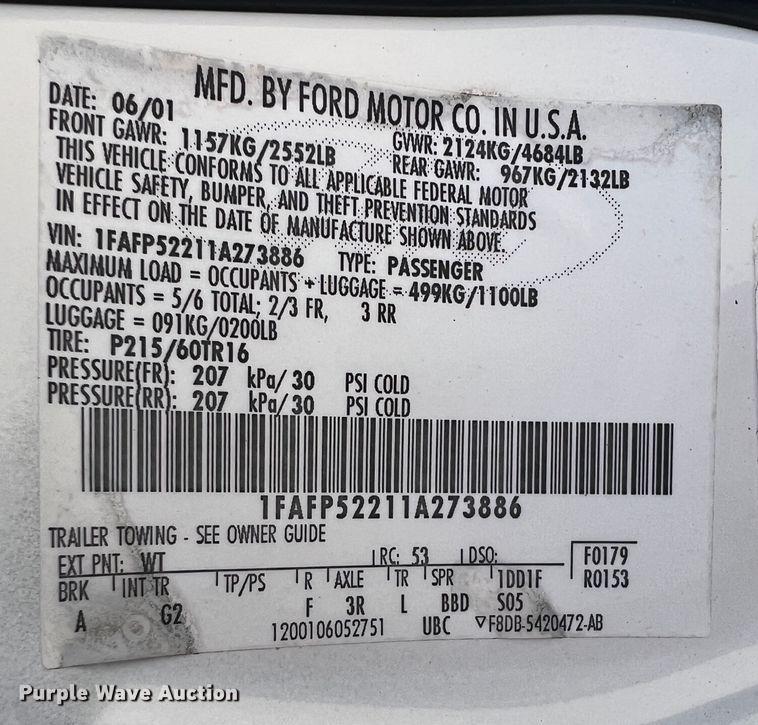 MFD. BY FORD MOTOR CO. IN U.S.A.
DATE: 06/01 GVWR: 2124KG/4684LB
FRONT GAWR: 1157KG/2552LB REAR GAWR: 967KG/2132LB
THIS VEHICLE CONFORMS TO ALL APPLICABLE FEDERAL MOTOR
VEHICLE SAFETY, BUMPER, AND THEFT PREVENTION STANDARDS
IN EFFECT ON THE DATE OF MANUFACTURE SHOWN ABOVE.
VIN: 1FAFP52211A273886 TYPE: PASSENGER
MAXIMUM LOAD = OCCUPANTS + LUGGAGE = 499KG/1100LB
OCCUPANTS = 5/6 TOTAL; 2/3 FR, 3 RR
LUGGAGE = 091KG/0200LB
TIRE: P215/60TR16
PRESSURE(FR): 207 kPa/ 30 PSI COLD
PRESSURE(RR): 207 kPa/ 30 PSI COLD
1FAFP52211A273886
TRAILER TOWING - SEE OWNER GUIDE
EXT PNT: WT RC: 53 DSO: F0179
BRK INT TR TP/PS R AXLE TR SPR 1DD1F R0153
A G2 F 3R L BBD S05
1200106052751 UBC ▽F8DB-5420472-AB
Purple Wave Auction